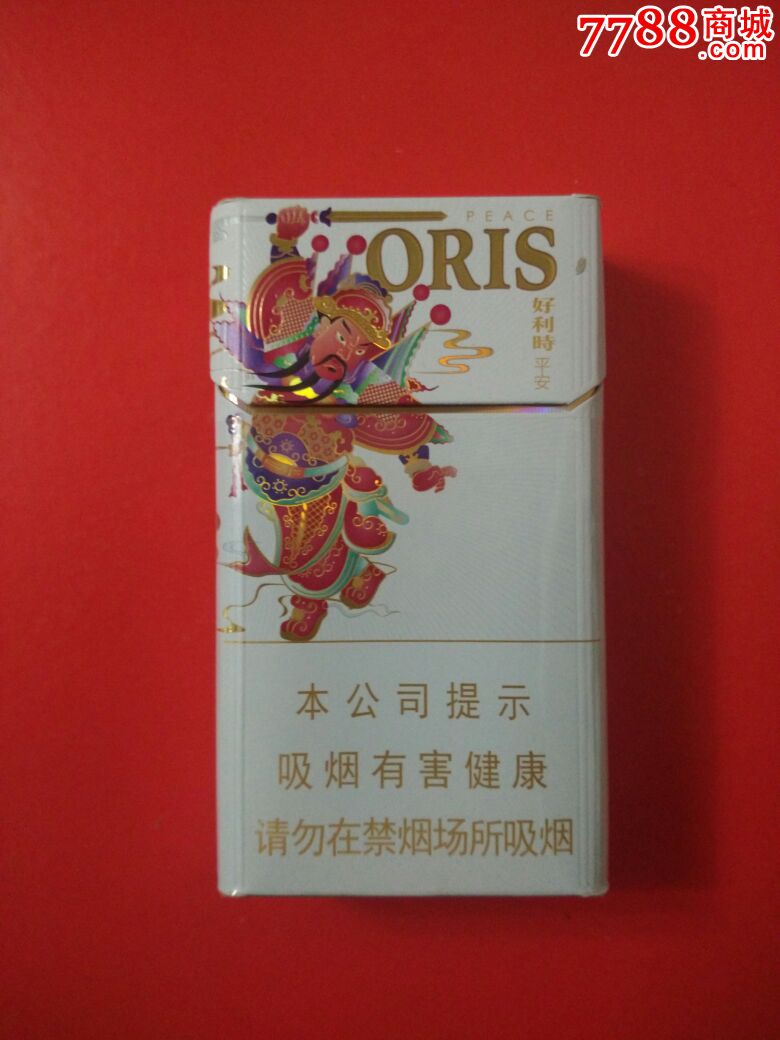 7788商城
.com
PEACE
ORIS
好利時 平安
本公司提示
吸烟有害健康
请勿在禁烟场所吸烟